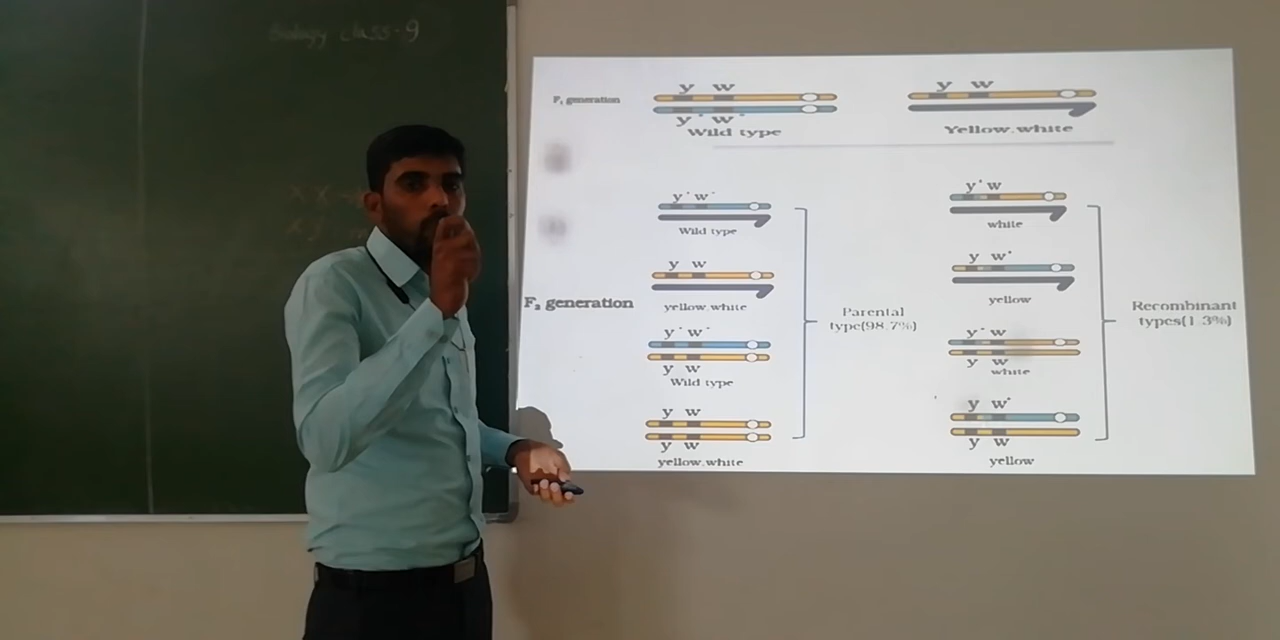 Biology class-9
F₁ generation
y w
y⁺ w⁺
Wild type
y w
Yellow, white
F₂ generation
y⁺ w⁺
Wild type
y w
yellow, white
y⁺ w⁺
y w
Wild type
y w
y w
yellow, white
Parental
type(98.7%)
y⁺ w
white
y w⁺
yellow
y⁺ w
y w
white
y w⁺
y w
yellow
Recombinant
types(1.3%)